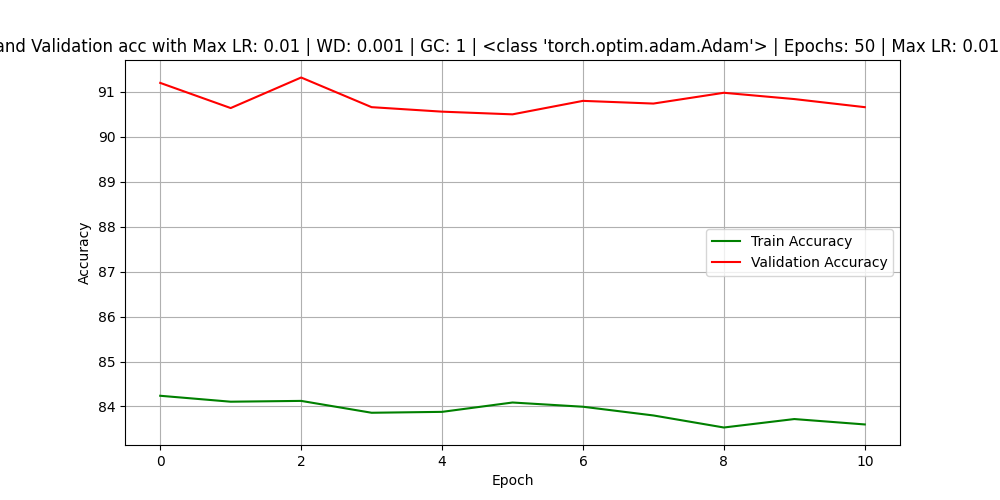 and Validation acc with Max LR: 0.01 | WD: 0.001 | GC: 1 | <class 'torch.optim.adam.Adam'> | Epochs: 50 | Max LR: 0.01
91
90
89
88
87
86
85
84
Accuracy
Train Accuracy
Validation Accuracy
0 2 4 6 8 10
Epoch